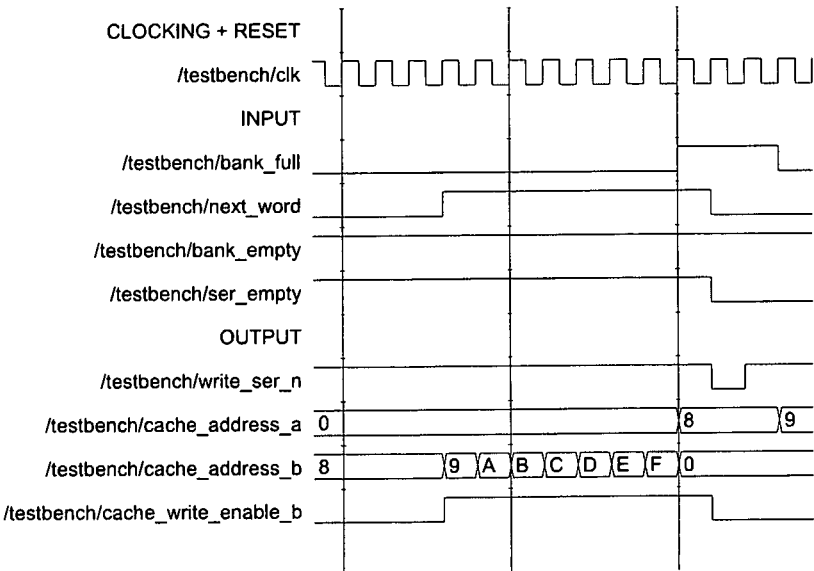 CLOCKING + RESET
/testbench/clk
INPUT
/testbench/bank_full
/testbench/next_word
/testbench/bank_empty
/testbench/ser_empty
OUTPUT
/testbench/write_ser_n
/testbench/cache_address_a 0 8 9
/testbench/cache_address_b 8 9 A B C D E F 0
/testbench/cache_write_enable_b